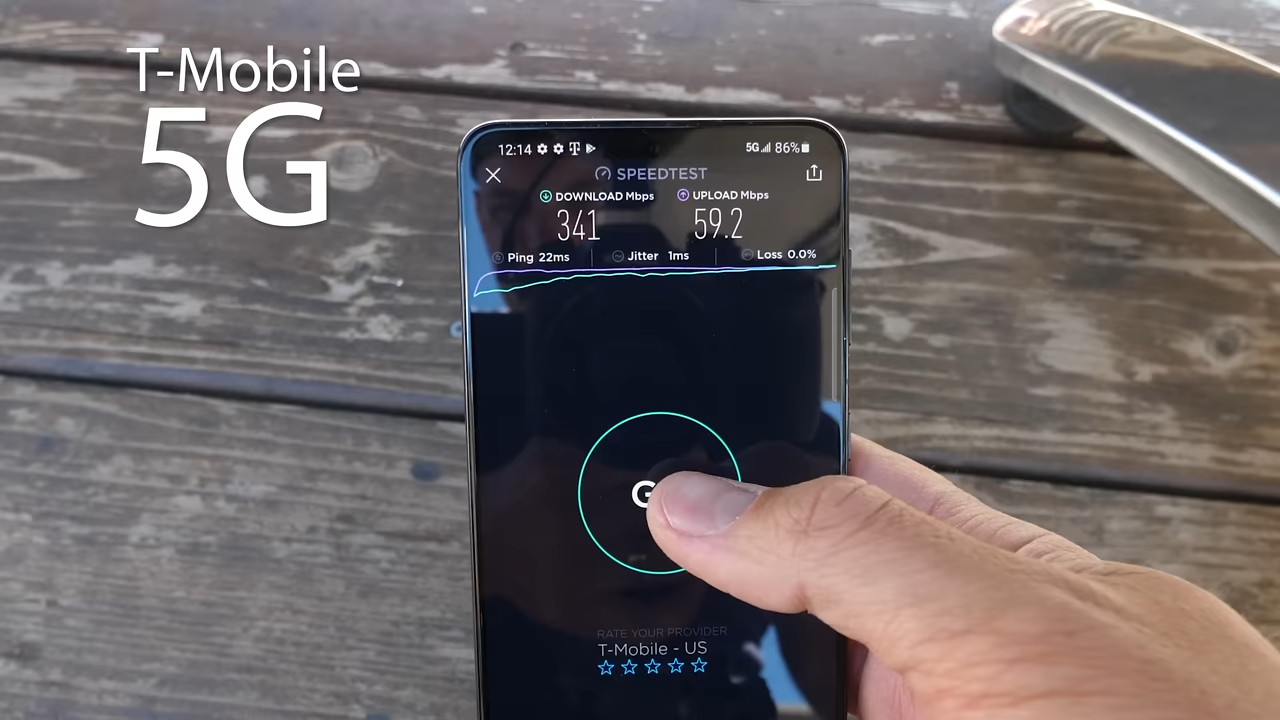 T-Mobile
5G
12:14 5G 86%
SPEEDTEST
DOWNLOAD Mbps UPLOAD Mbps
341 59.2
Ping 22ms Jitter 1ms Loss 0.0%
G
RATE YOUR PROVIDER
T-Mobile - US